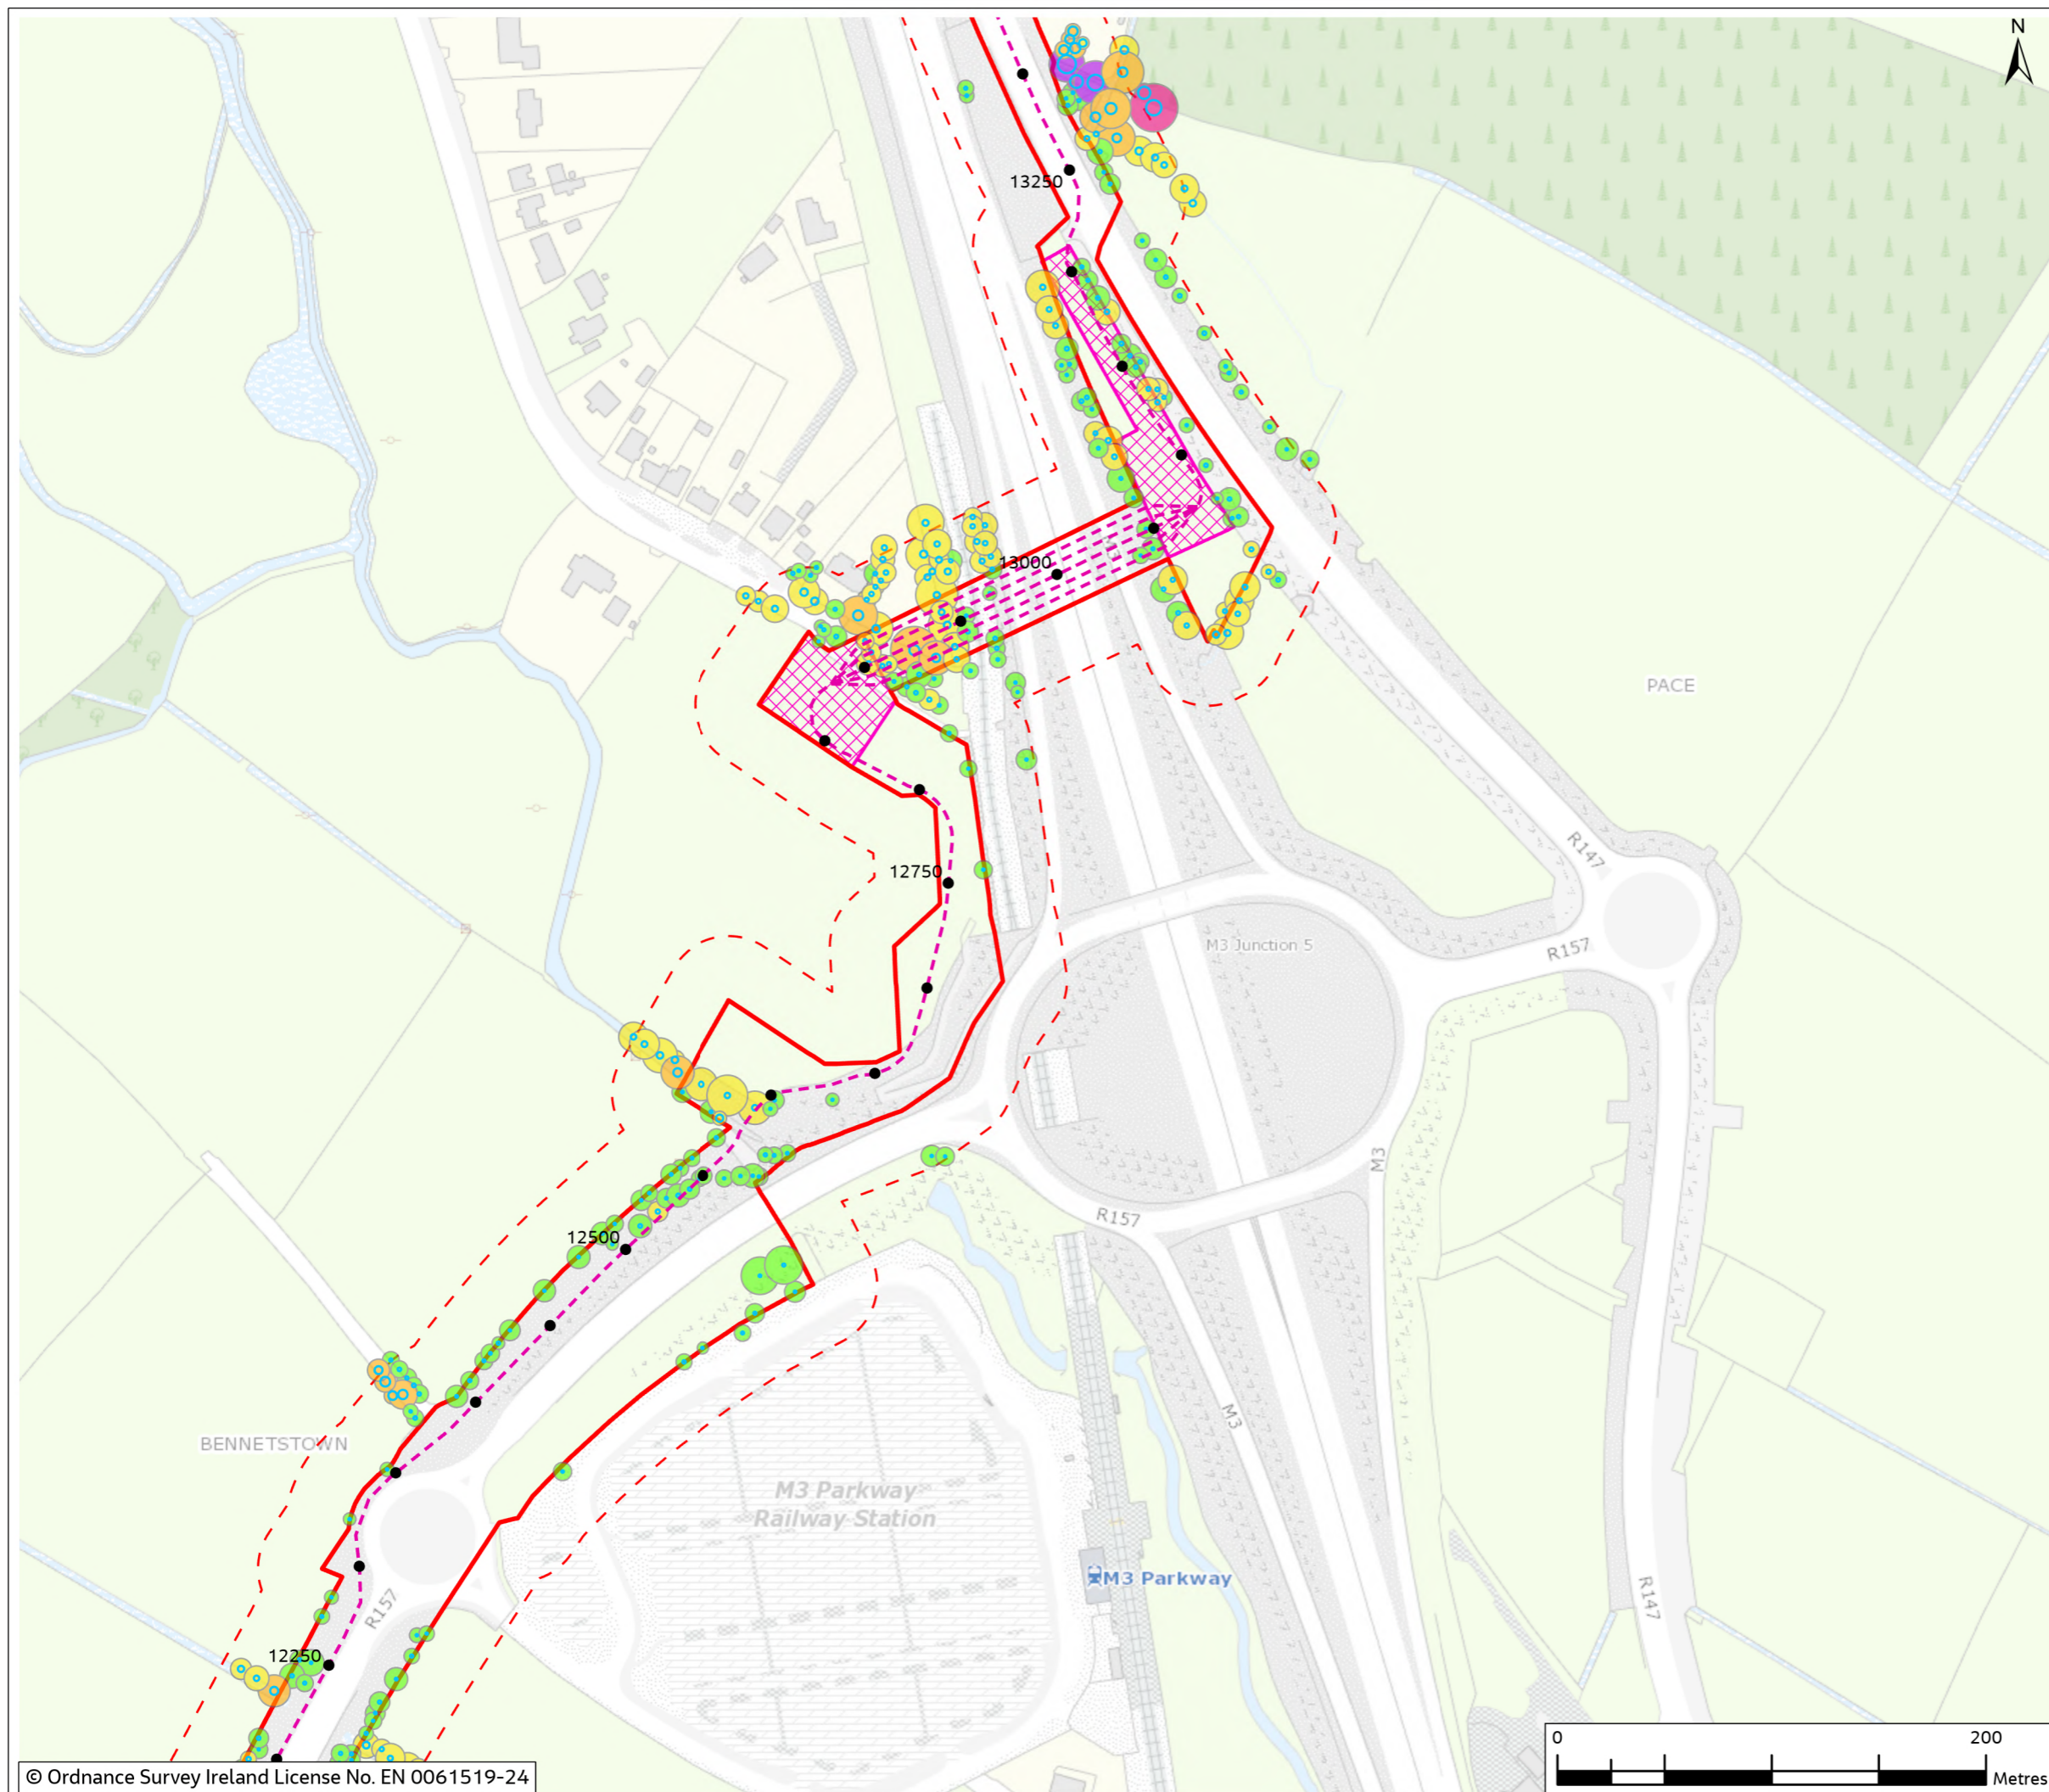 N
13250
13000
PACE
12750
R147
M3 Junction 5
R157
M3
R157
12500
M3
BENNETSTOWN
M3 Parkway
Railway Station
M3 Parkway
R147
R157
12250
0
200
Metres
© Ordnance Survey Ireland License No. EN 0061519-24